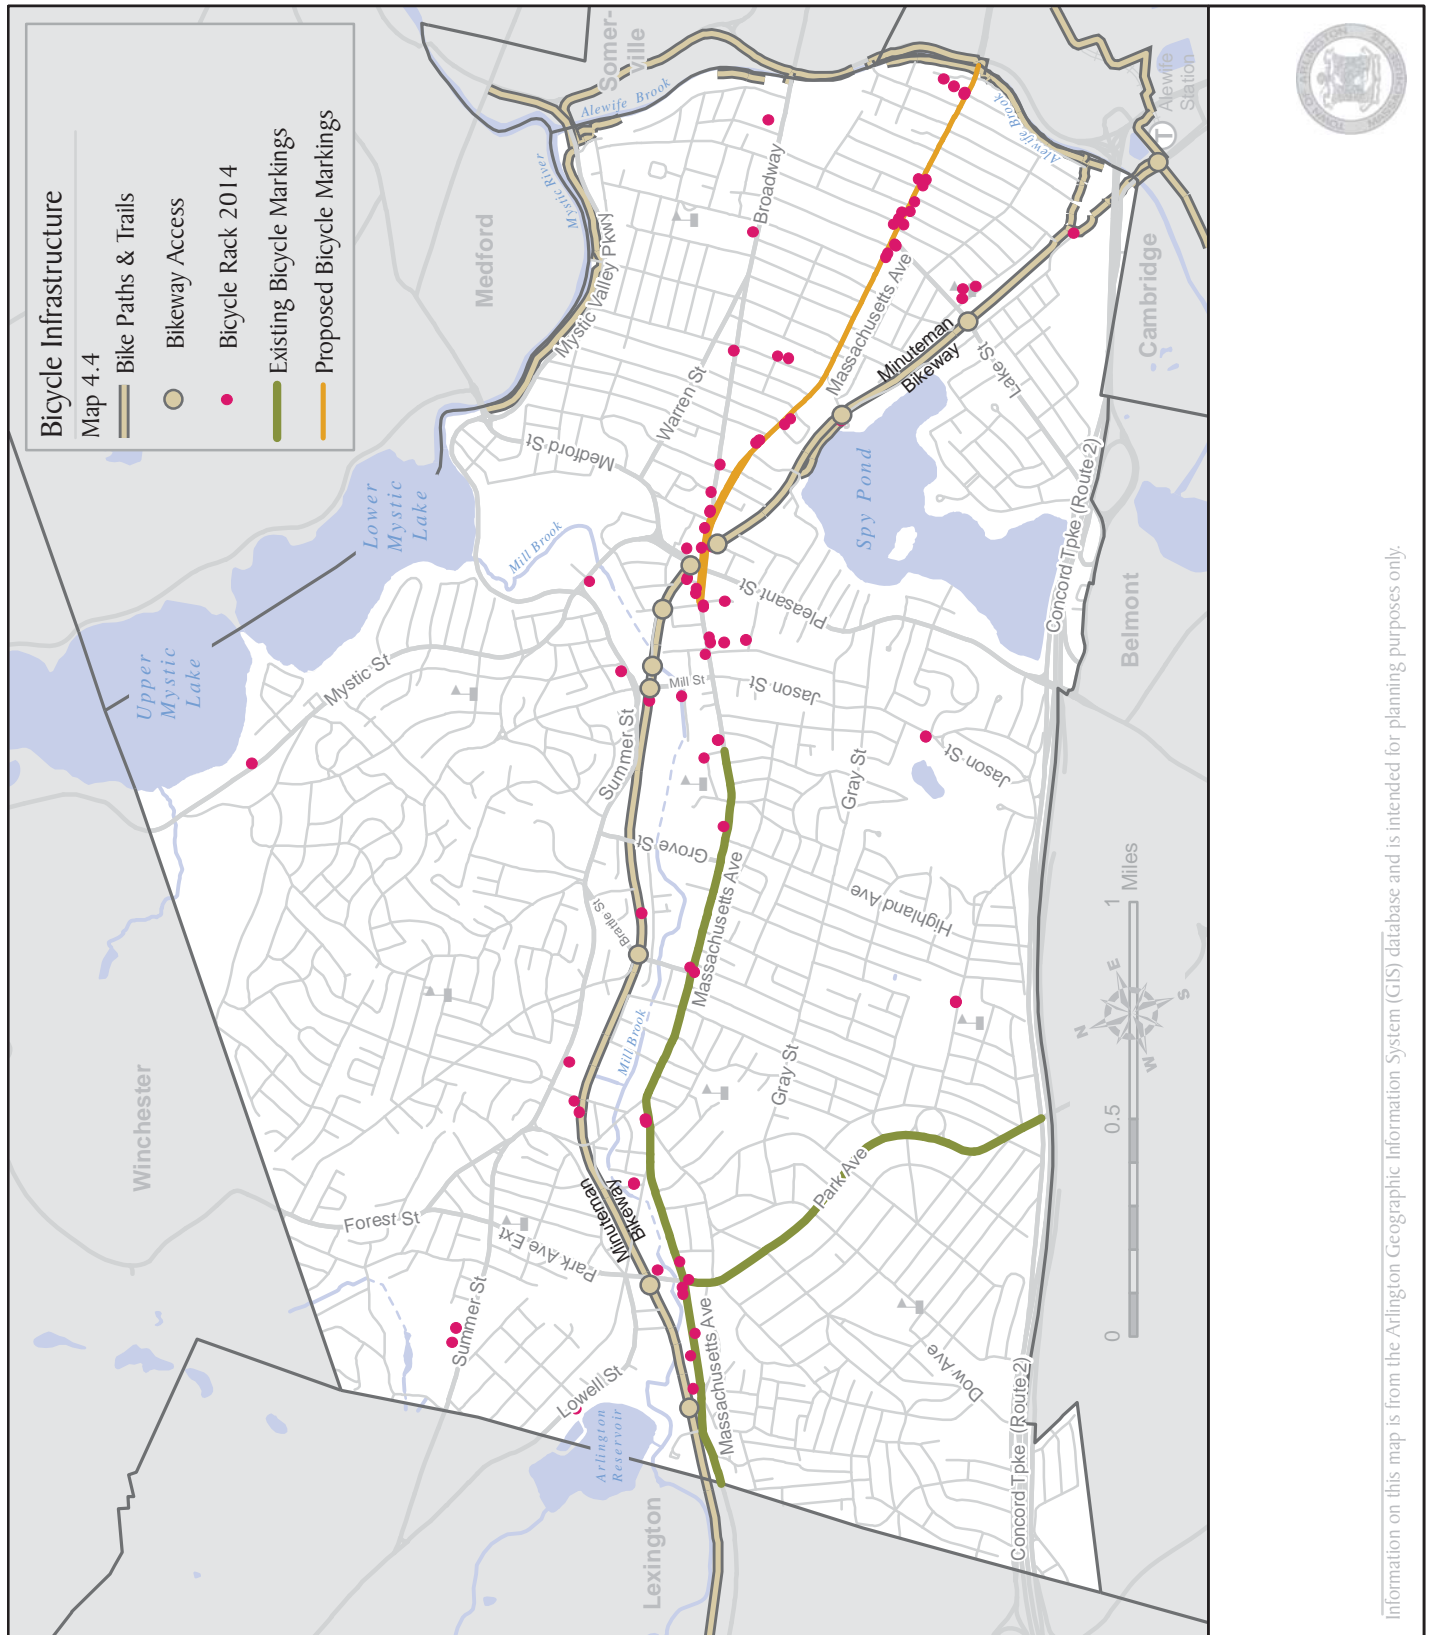 Bicycle Infrastructure
Map 4.4
Bike Paths & Trails
Bikeway Access
Bicycle Rack 2014
Existing Bicycle Markings
Proposed Bicycle Markings
Somer-
ville
Alewife Brook
Mystic River
Medford
Mystic Valley Pkwy
Broadway
Alewife Brook
Alewife
Station
T
Cambridge
Massachusetts Ave
Minuteman
Bikeway
Lake St
Warren St
Medford St
Lower
Mystic
Lake
Mill Brook
Spy Pond
Concord Tpke (Route 2)
Belmont
Pleasant St
Upper
Mystic
Lake
Mystic St
Mill St
Jason St
Jason St
Summer St
Gray St
Grove St
Brattle St
Massachusetts Ave
Highland Ave
Mill Brook
Gray St
Winchester
Forest St
Park Ave Ext
Minuteman
Bikeway
Park Ave
Summer St
Lowell St
Massachusetts Ave
Dow Ave
Arlington
Reservoir
Lexington
Concord Tpke (Route 2)
0
0.5
1 Miles
N
E
S
W
TOWN OF ARLINGTON
MASSACHUSETTS
Information on this map is from the Arlington Geographic Information System (GIS) database and is intended for planning purposes only.